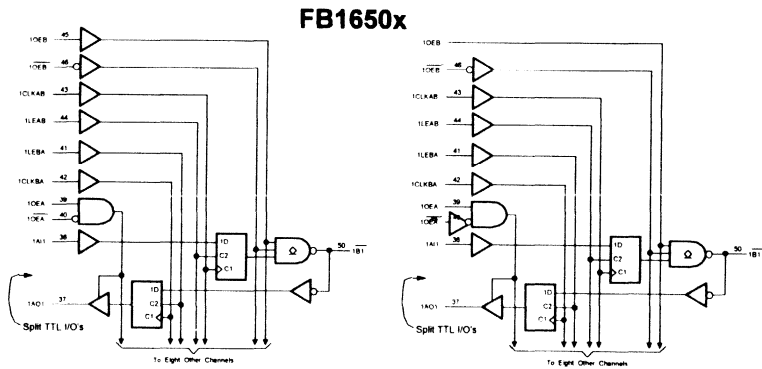 FB1650x
1OEB 45
1OEB 46
1CLKAB 43
1LEAB 44
1LEBA 41
1CLKBA 42
1OEA 39
1OEA 40
1AI1 38
1D
C2
C1
Ω
50 1B1
1AO1 37
1D
C2
C1
Split TTL I/O's
To Eight Other Channels
1OEB
1OEB 46
1CLKAB 43
1LEAB 44
1LEBA 41
1CLKBA 42
1OEA 39
1OEA
1AI1 38
1D
C2
C1
Ω
50 1B1
1AO1 37
1D
C2
C1
Split TTL I/O's
To Eight Other Channels